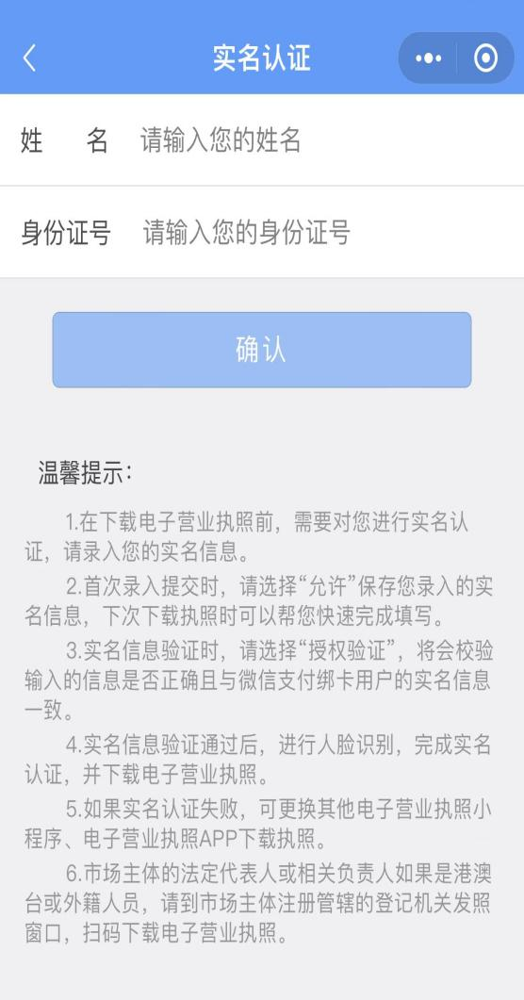 实名认证
姓 名 请输入您的姓名
身份证号 请输入您的身份证号
确认
温馨提示：
1.在下载电子营业执照前，需要对您进行实名认
证，请录入您的实名信息。
2.首次录入提交时，请选择“允许”保存您录入的实
名信息，下次下载执照时可以帮您快速完成填写。
3.实名信息验证时，请选择“授权验证”，将会校验
输入的信息是否正确且与微信支付绑卡用户的实名信息
一致。
4.实名信息验证通过后，进行人脸识别，完成实名
认证，并下载电子营业执照。
5.如果实名认证失败，可更换其他电子营业执照小
程序、电子营业执照APP下载执照。
6.市场主体的法定代表人或相关负责人如果是港澳
台或外籍人员，请到市场主体注册管辖的登记机关发照
窗口，扫码下载电子营业执照。